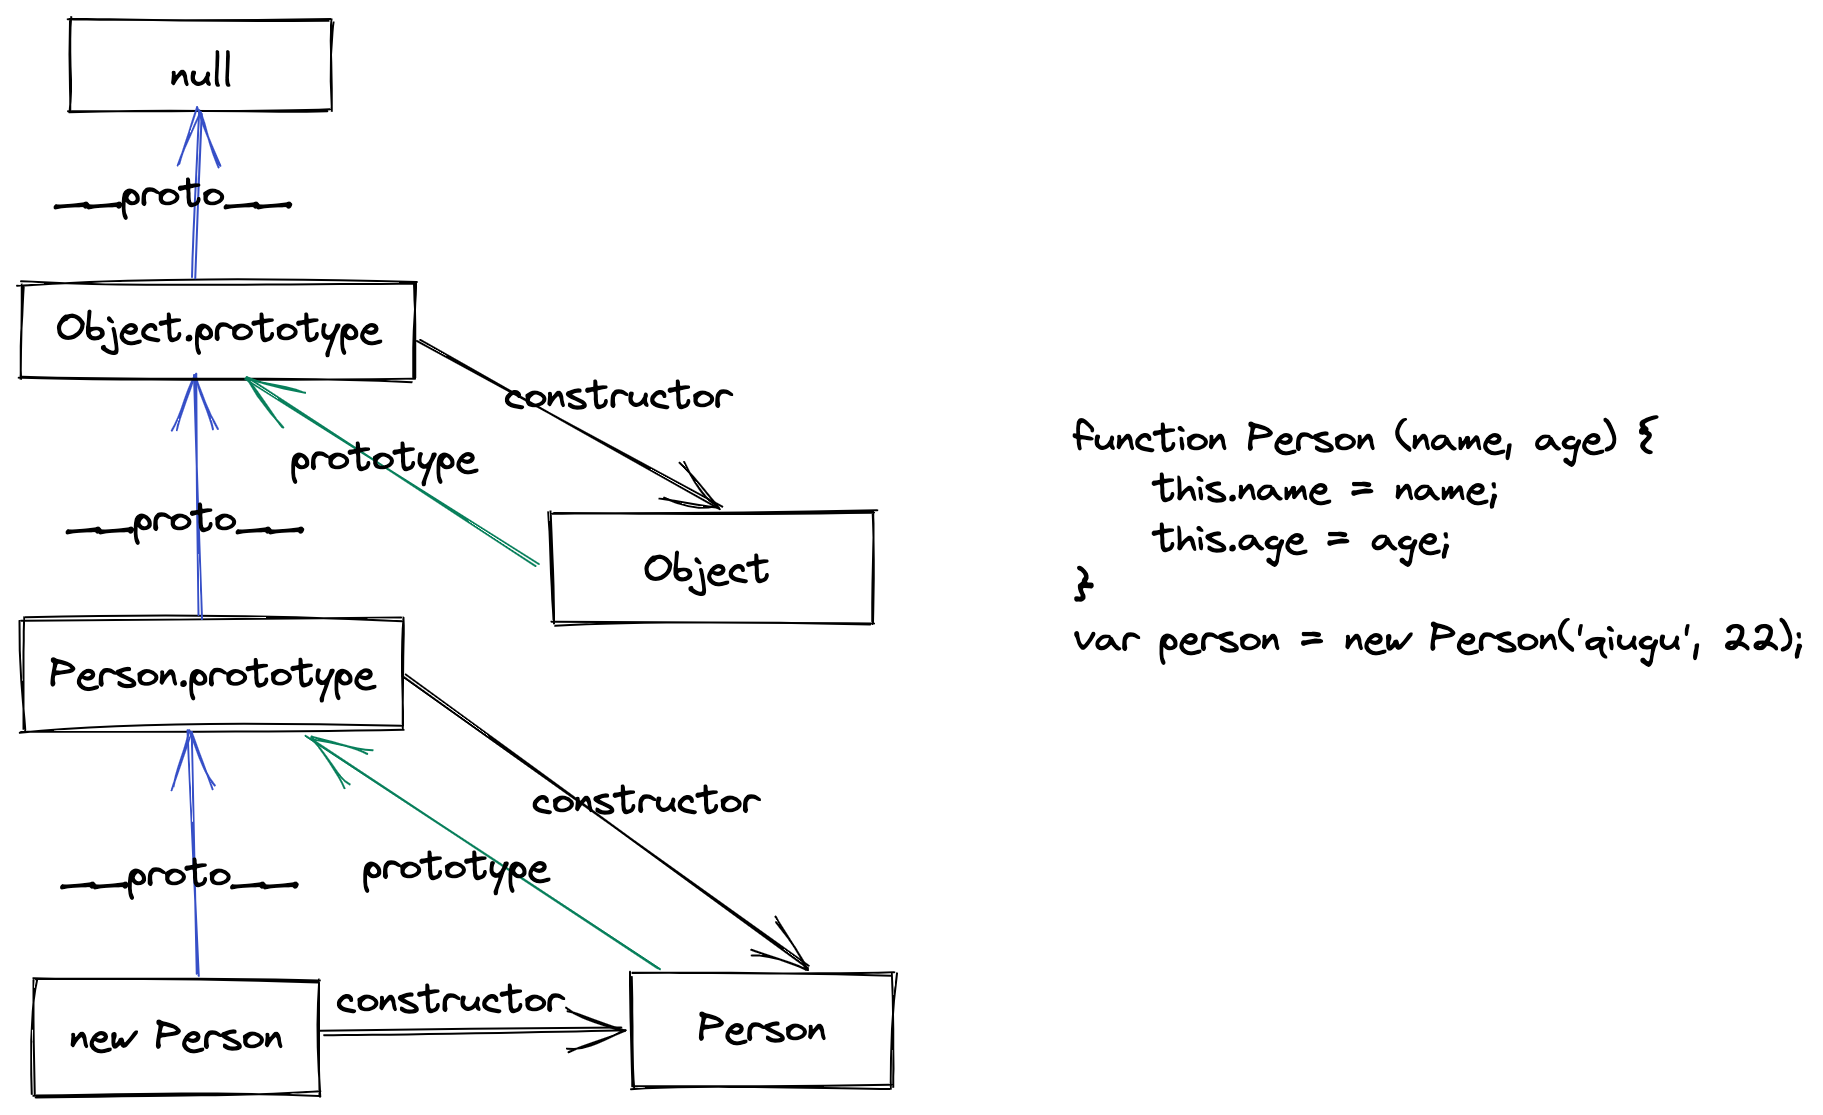 null
__proto__
Object.prototype
constructor
prototype
Object
__proto__
Person.prototype
constructor
prototype
__proto__
new Person
constructor
Person
function Person (name, age) {
    this.name = name;
    this.age = age;
}
var person = new Person('qiugu', 22);